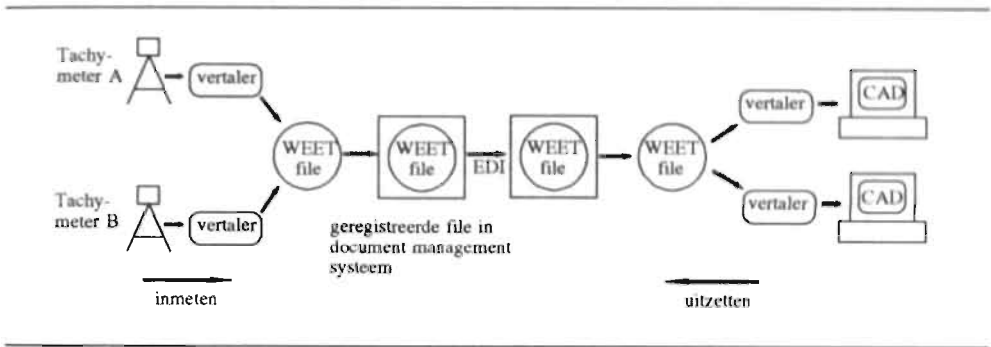 Tachy-
meter A
vertaler
WEET
file
WEET
file
EDI
WEET
file
WEET
file
vertaler
CAD
Tachy-
meter B
vertaler
vertaler
CAD
geregistreerde file in
document management
systeem
inmeten
uitzetten